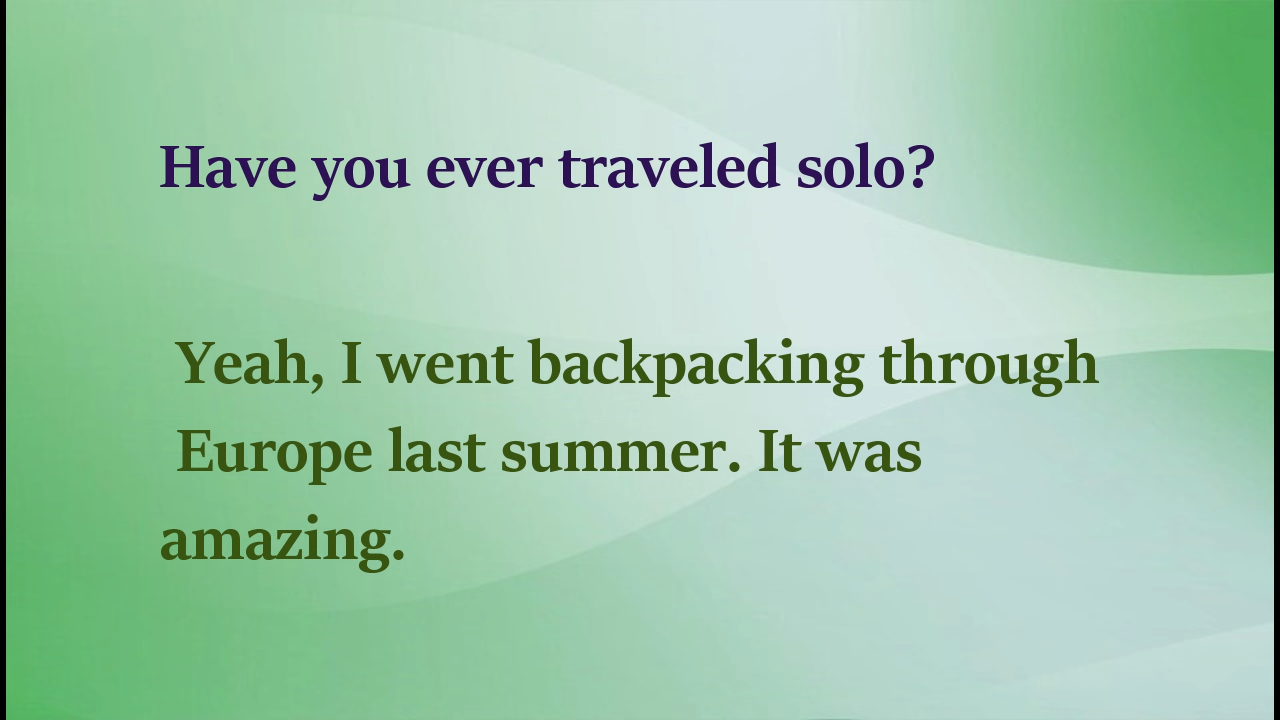 Have you ever traveled solo?
Yeah, I went backpacking through
Europe last summer. It was
amazing.